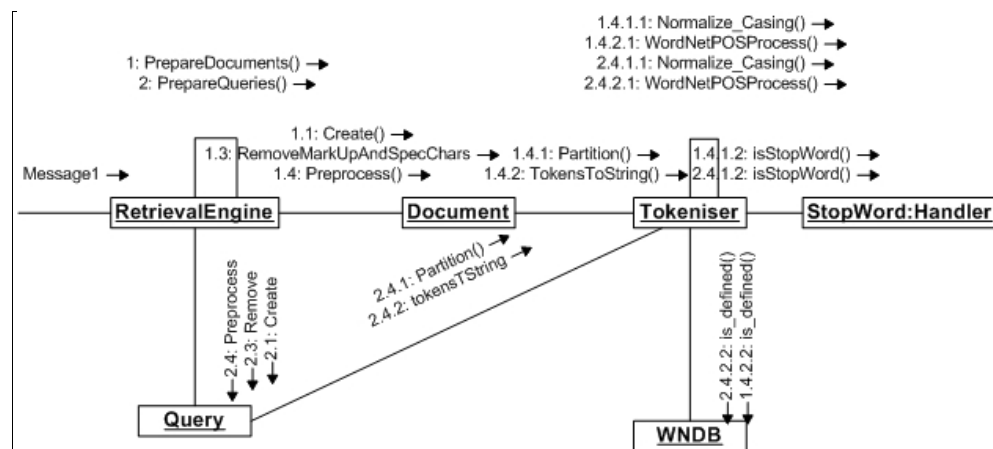 1.4.1.1: Normalize_Casing()
1.4.2.1: WordNetPOSProcess()
2.4.1.1: Normalize_Casing()
2.4.2.1: WordNetPOSProcess()
1: PrepareDocuments()
2: PrepareQueries()
Message1
1.1: Create()
1.3: RemoveMarkUpAndSpecChars
1.4: Preprocess()
1.4.1: Partition()
1.4.2: TokensToString()
1.4.1.2: isStopWord()
2.4.1.2: isStopWord()
RetrievalEngine
Document
Tokeniser
StopWord:Handler
2.4.1: Partition()
2.4.2: tokensTString
2.4: Preprocess
2.3: Remove
2.1: Create
2.4.2.2: is_defined()
1.4.2.2: is_defined()
Query
WNDB